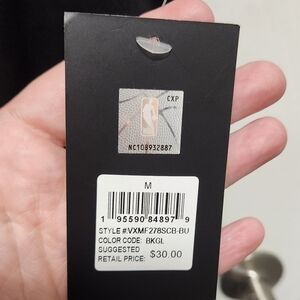 CXP
NC108932887
M
1 95590 84897 9
STYLE #:VXMF278SCB-BU
COLOR CODE: BKGL
SUGGESTED
RETAIL PRICE: $30.00